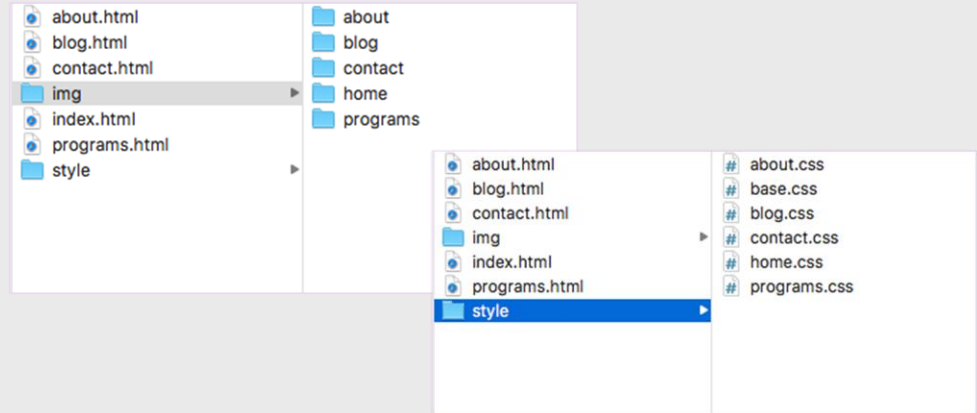 about.html
blog.html
contact.html
img
index.html
programs.html
style
about
blog
contact
home
programs
about.html
blog.html
contact.html
img
index.html
programs.html
style
# about.css
# base.css
# blog.css
# contact.css
# home.css
# programs.css